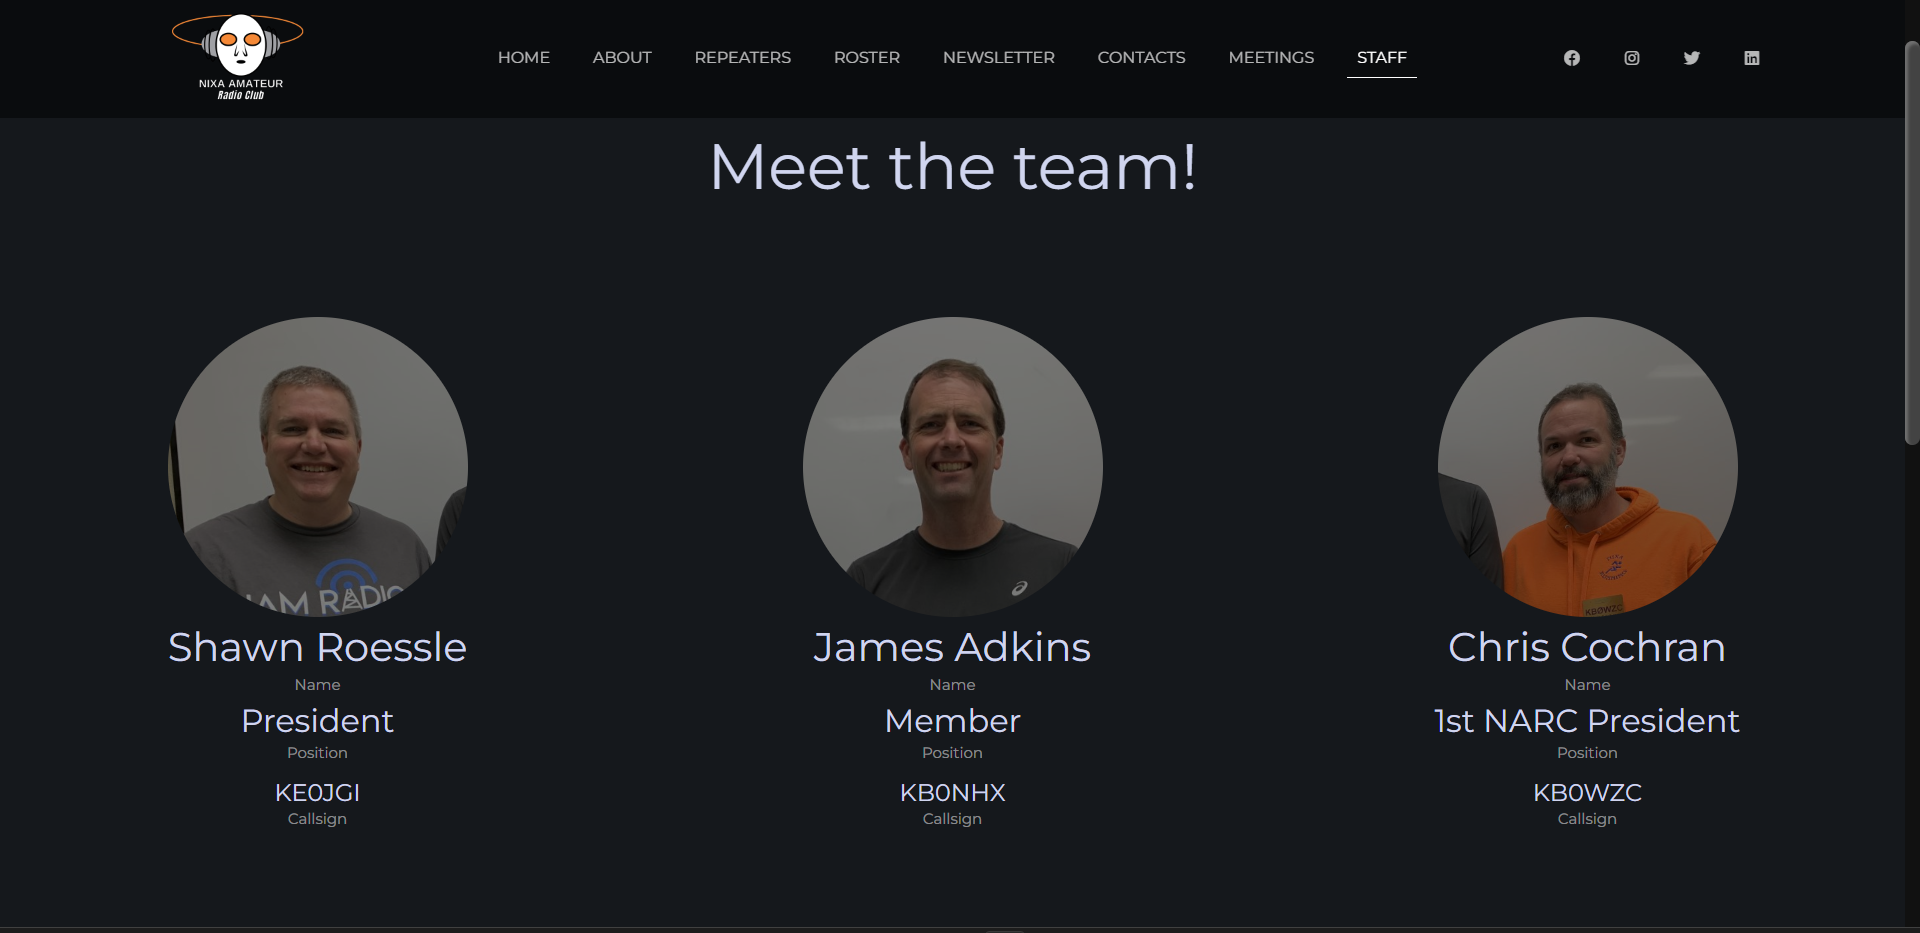 NIXA AMATEUR
Radio Club
HOME ABOUT REPEATERS ROSTER NEWSLETTER CONTACTS MEETINGS STAFF
Meet the team!
HAM RADIO
KB0WZC
Shawn Roessle
Name
President
Position
KE0JGI
Callsign
James Adkins
Name
Member
Position
KB0NHX
Callsign
Chris Cochran
Name
1st NARC President
Position
KB0WZC
Callsign